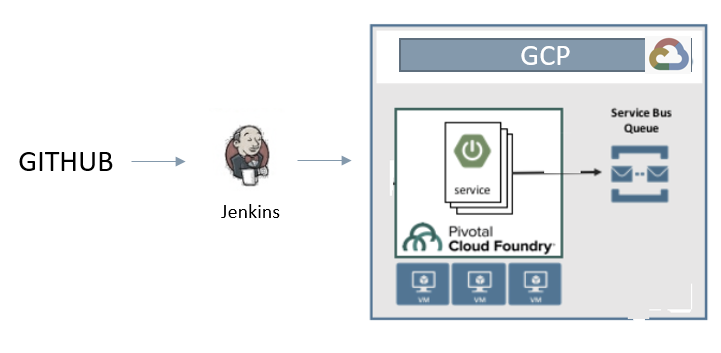 GCP
Service Bus
Queue
GITHUB
service
Jenkins
Pivotal
Cloud Foundry
VM
VM
VM